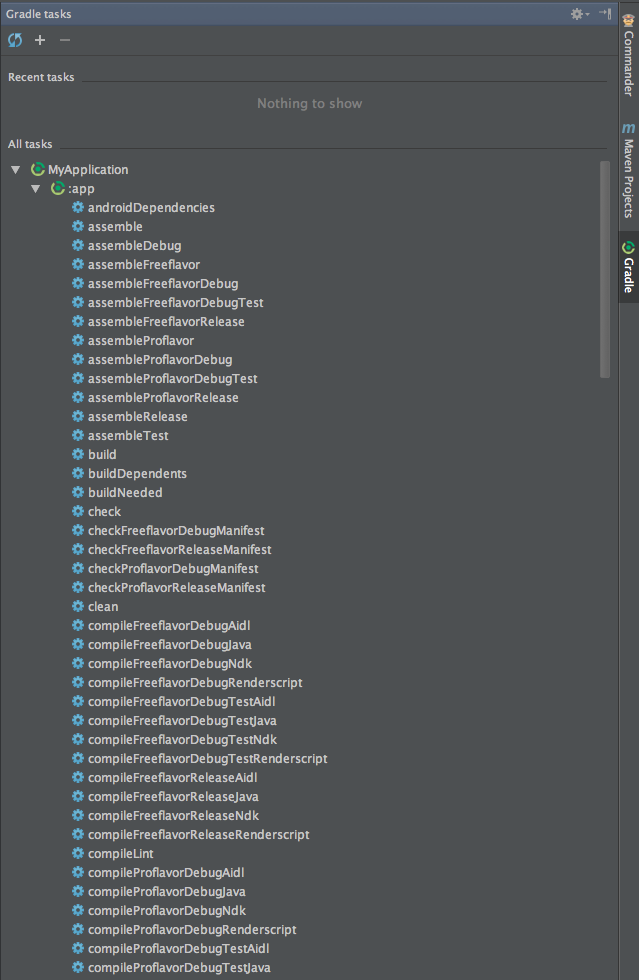 Gradle tasks
Recent tasks
Nothing to show
All tasks
MyApplication
:app
androidDependencies
assemble
assembleDebug
assembleFreeflavor
assembleFreeflavorDebug
assembleFreeflavorDebugTest
assembleFreeflavorRelease
assembleProflavor
assembleProflavorDebug
assembleProflavorDebugTest
assembleProflavorRelease
assembleRelease
assembleTest
build
buildDependents
buildNeeded
check
checkFreeflavorDebugManifest
checkFreeflavorReleaseManifest
checkProflavorDebugManifest
checkProflavorReleaseManifest
clean
compileFreeflavorDebugAidl
compileFreeflavorDebugJava
compileFreeflavorDebugNdk
compileFreeflavorDebugRenderscript
compileFreeflavorDebugTestAidl
compileFreeflavorDebugTestJava
compileFreeflavorDebugTestNdk
compileFreeflavorDebugTestRenderscript
compileFreeflavorReleaseAidl
compileFreeflavorReleaseJava
compileFreeflavorReleaseNdk
compileFreeflavorReleaseRenderscript
compileLint
compileProflavorDebugAidl
compileProflavorDebugJava
compileProflavorDebugNdk
compileProflavorDebugRenderscript
compileProflavorDebugTestAidl
compileProflavorDebugTestJava
Commander
m
Maven Projects
Gradle